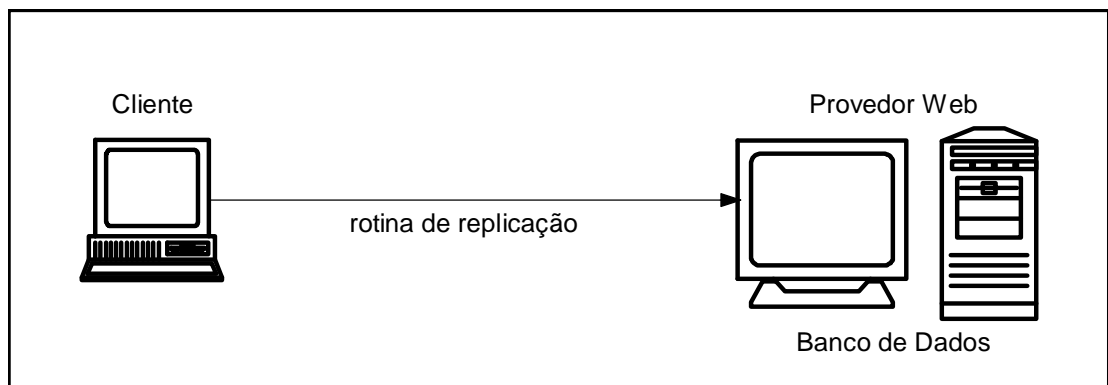 Cliente
Provedor Web
rotina de replicação
Banco de Dados